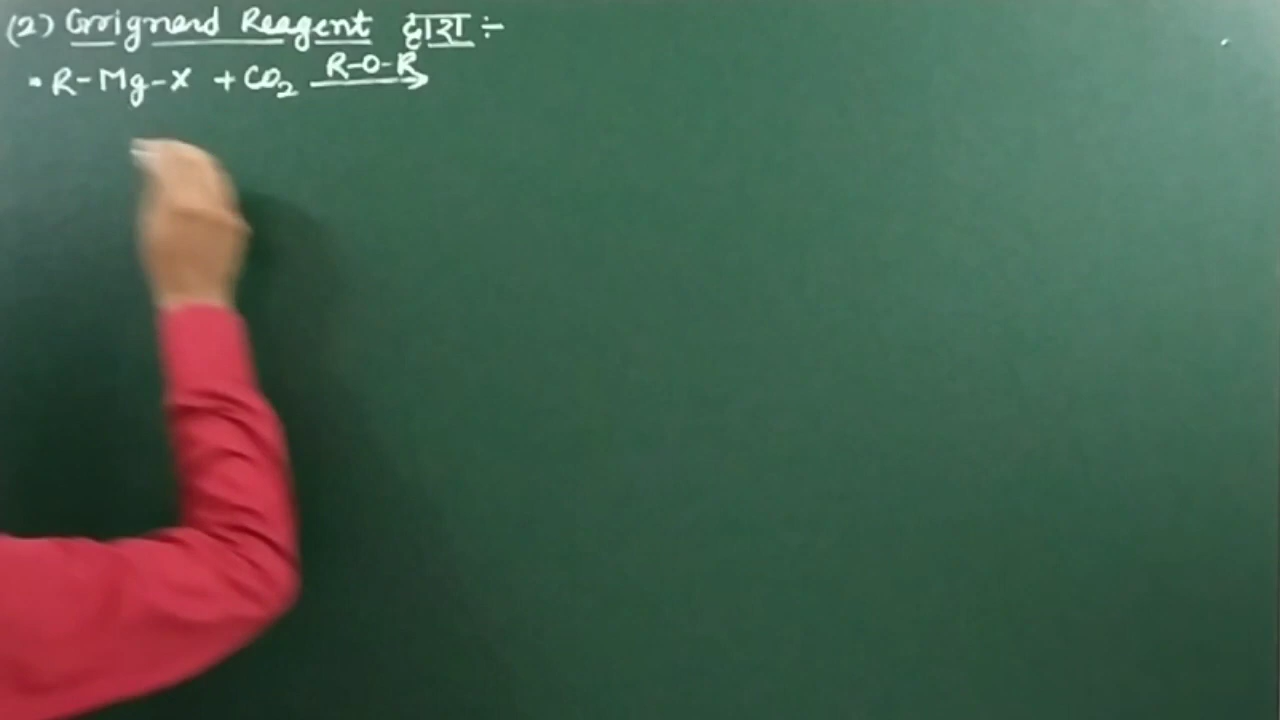 (2) Grignard Reagent द्वारा ÷
• R-Mg-X + CO₂ R-O-R →